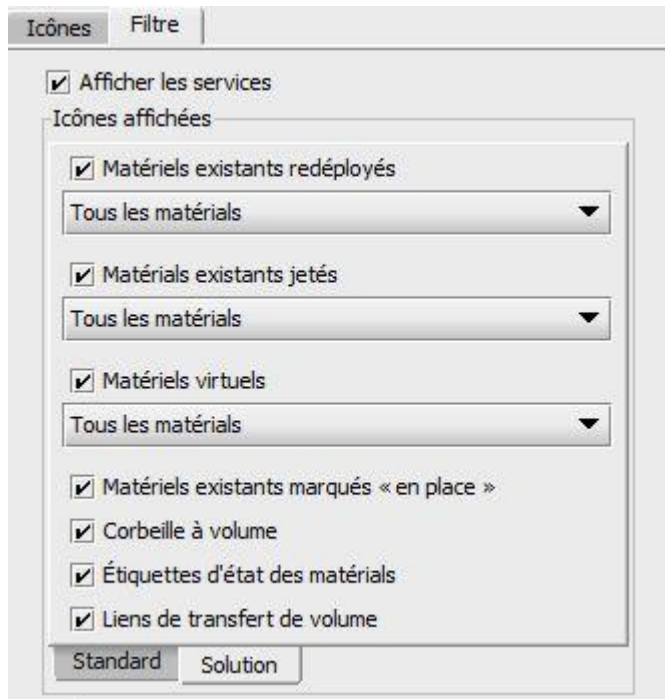 Icônes Filtre
Afficher les services
Icônes affichées
Matériels existants redéployés
Tous les matérials
Matérials existants jetés
Tous les matérials
Matériels virtuels
Tous les matérials
Matériels existants marqués « en place »
Corbeille à volume
Étiquettes d'état des matérials
Liens de transfert de volume
Standard Solution